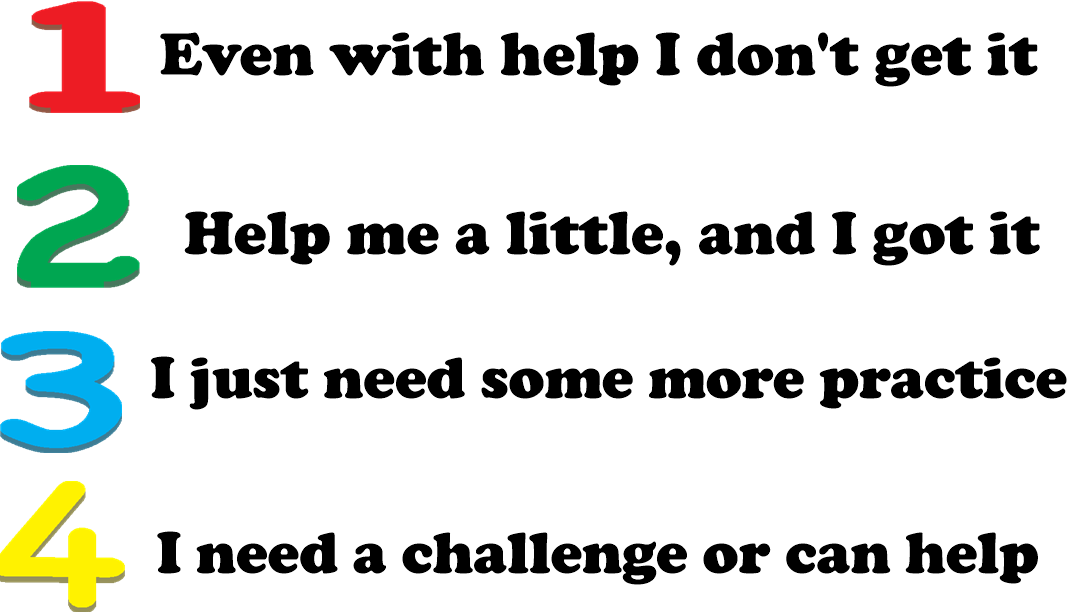 1 Even with help I don't get it
2 Help me a little, and I got it
3 I just need some more practice
4 I need a challenge or can help